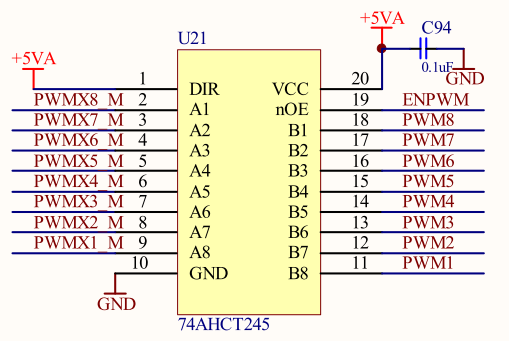 U21
+5VA
C94
0.1uF
GND
+5VA
1 DIR VCC 20
PWMX8_M 2 A1 nOE 19 ENPWM
PWMX7_M 3 A2 B1 18 PWM8
PWMX6_M 4 A3 B2 17 PWM7
PWMX5_M 5 A4 B3 16 PWM6
PWMX4_M 6 A5 B4 15 PWM5
PWMX3_M 7 A6 B5 14 PWM4
PWMX2_M 8 A7 B6 13 PWM3
PWMX1_M 9 A8 B7 12 PWM2
10 GND B8 11 PWM1
GND
74AHCT245